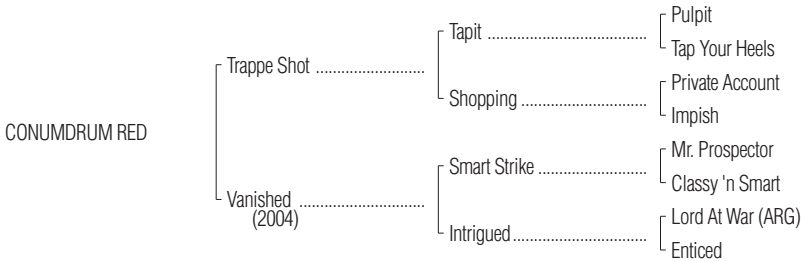 Pulpit
Tapit ................................
Tap Your Heels
Trappe Shot ..........................
Private Account
Shopping ..............................
Impish
CONUMDRUM RED
Mr. Prospector
Smart Strike ..........................
Classy 'n Smart
Vanished ..............................
(2004)
Lord At War (ARG)
Intrigued ................................
Enticed